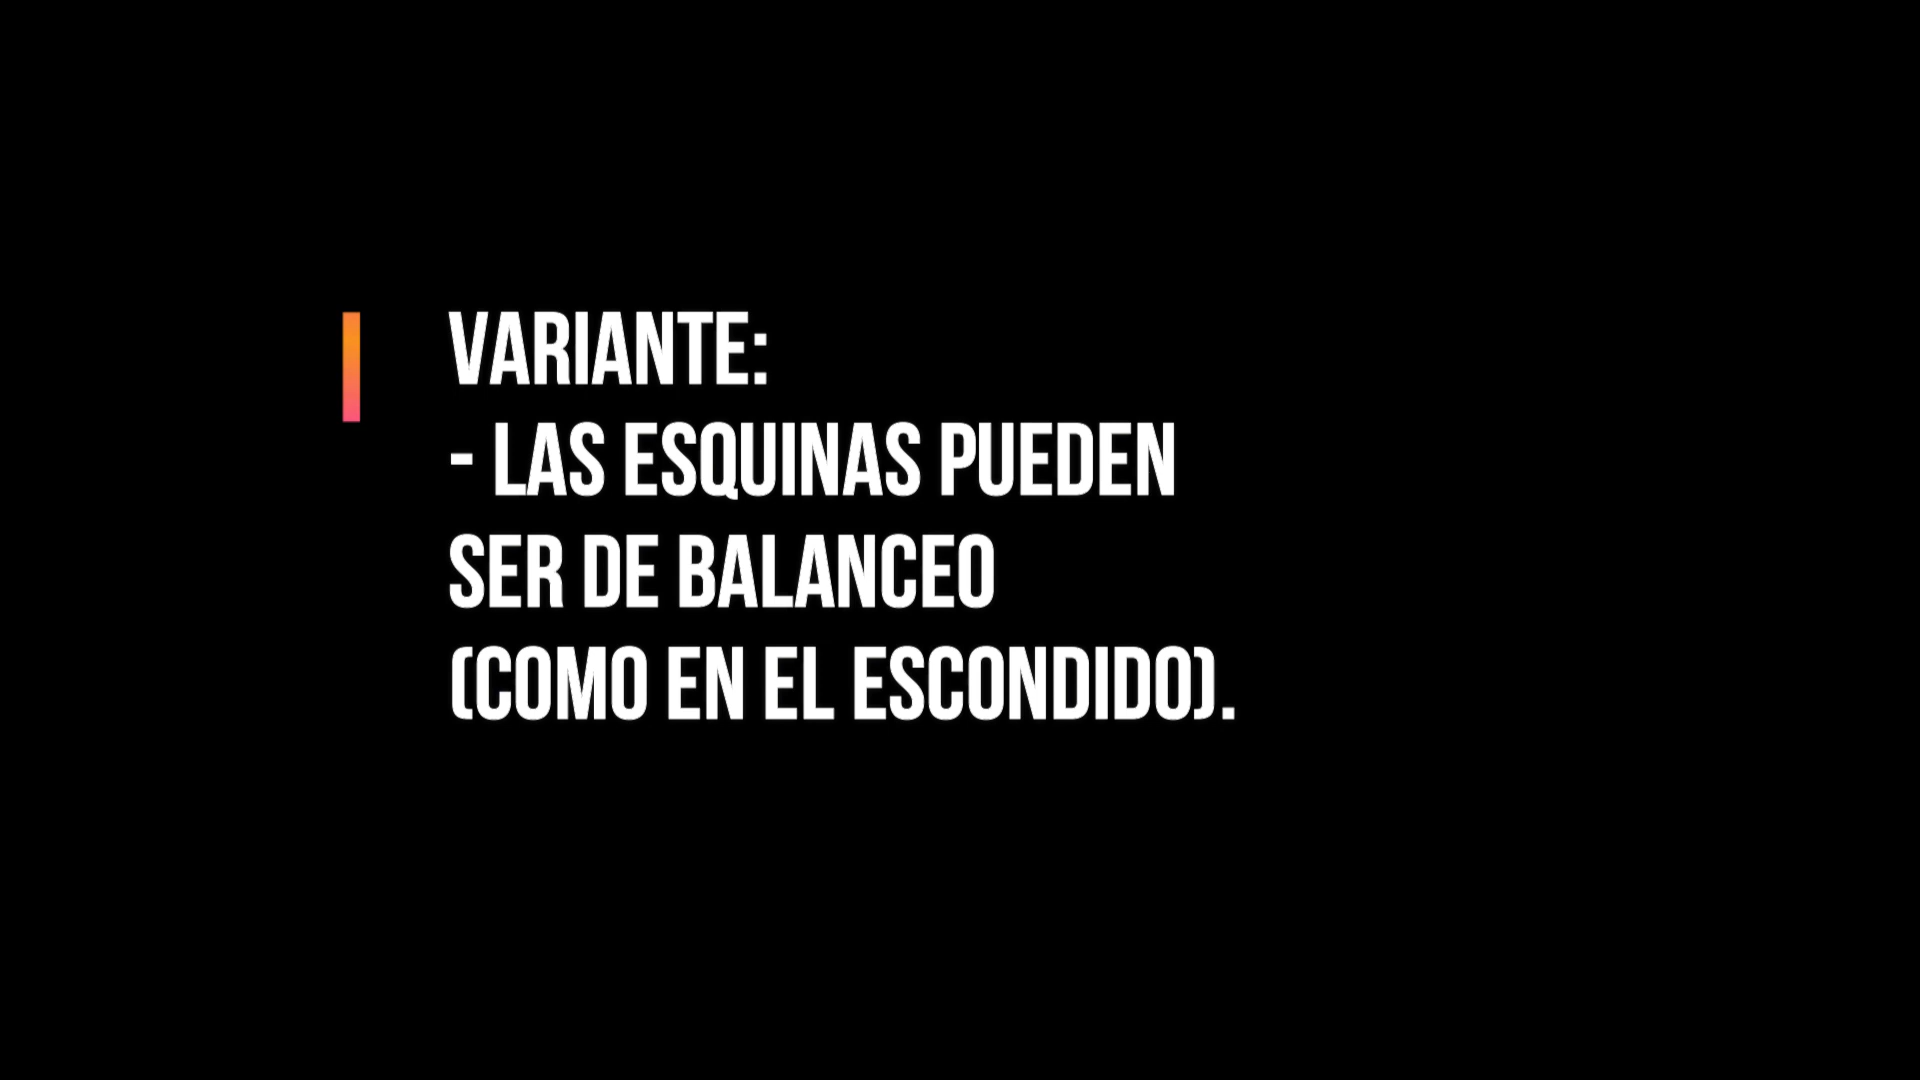 VARIANTE:
- LAS ESQUINAS PUEDEN
SER DE BALANCEO
(COMO EN EL ESCONDIDO).